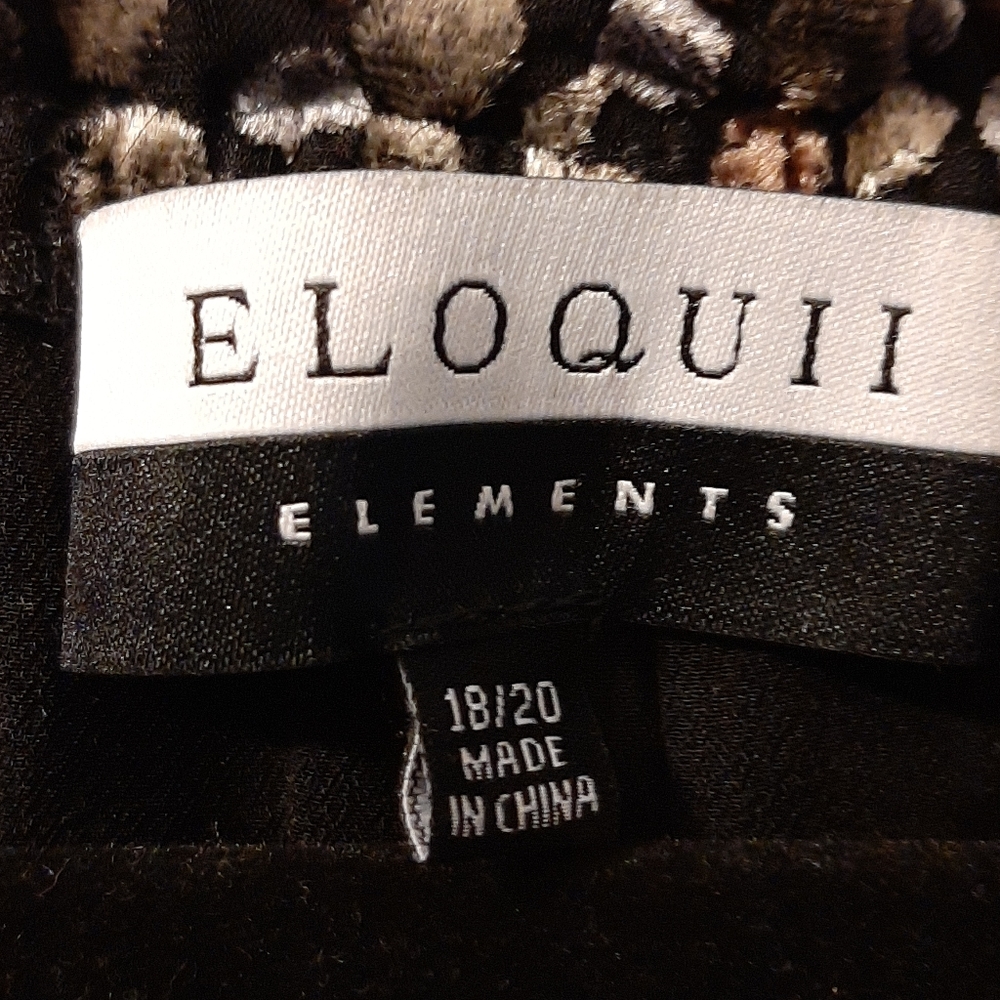 ELOQUII
ELEMENTS
18/20
MADE
IN CHINA